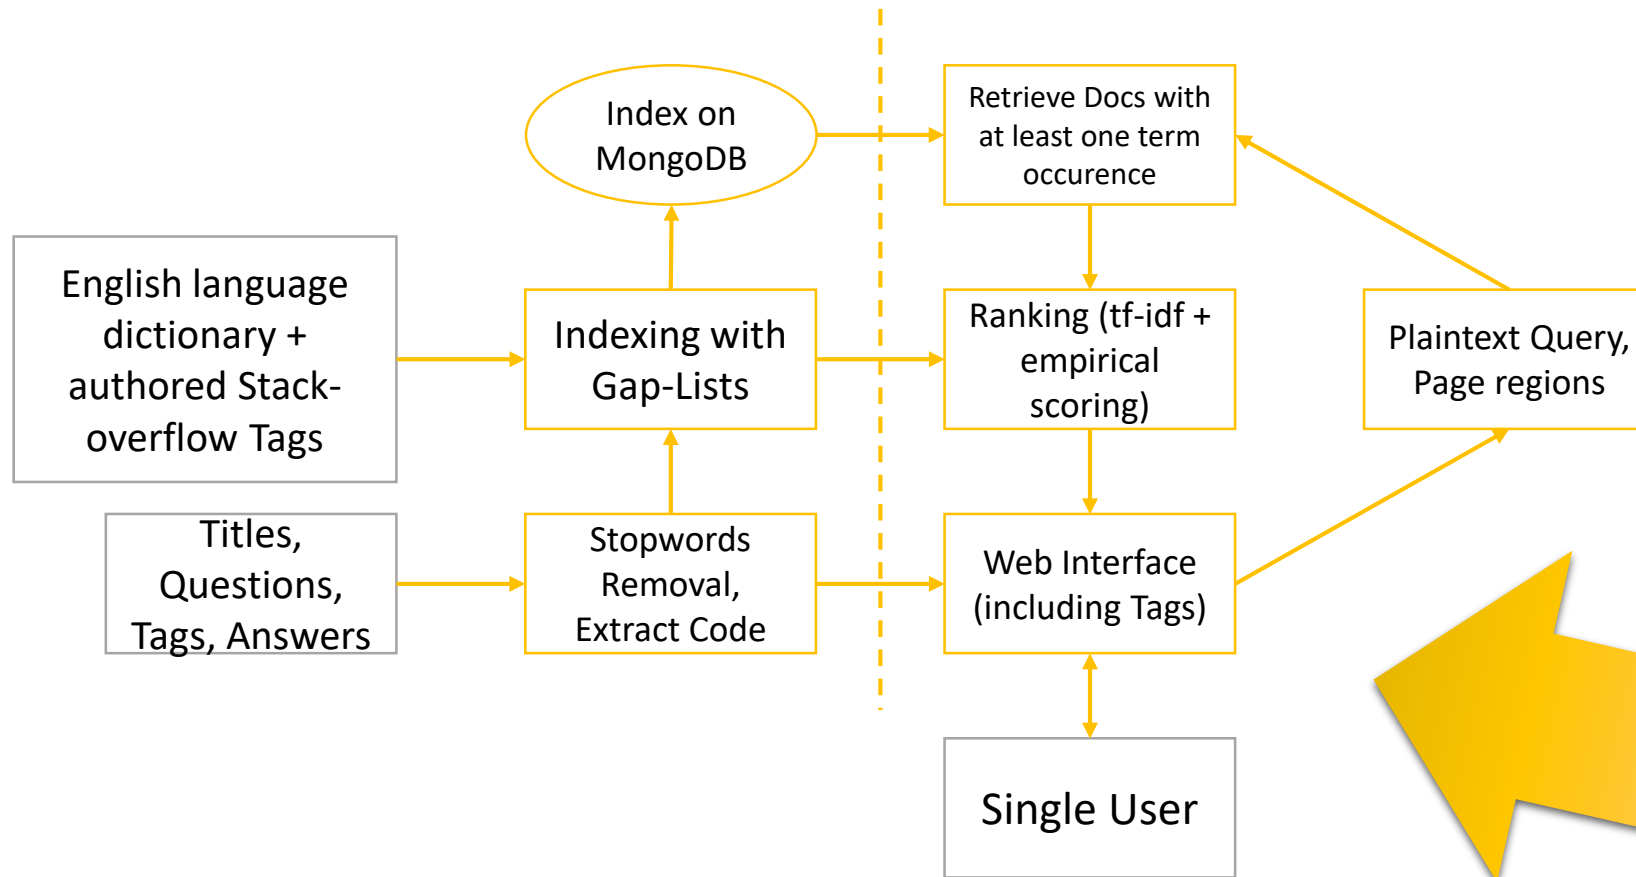 Index on
MongoDB
Retrieve Docs with
at least one term
occurence
English language
dictionary +
authored Stack-
overflow Tags
Indexing with
Gap-Lists
Ranking (tf-idf +
empirical
scoring)
Plaintext Query,
Page regions
Titles,
Questions,
Tags, Answers
Stopwords
Removal,
Extract Code
Web Interface
(including Tags)
Single User